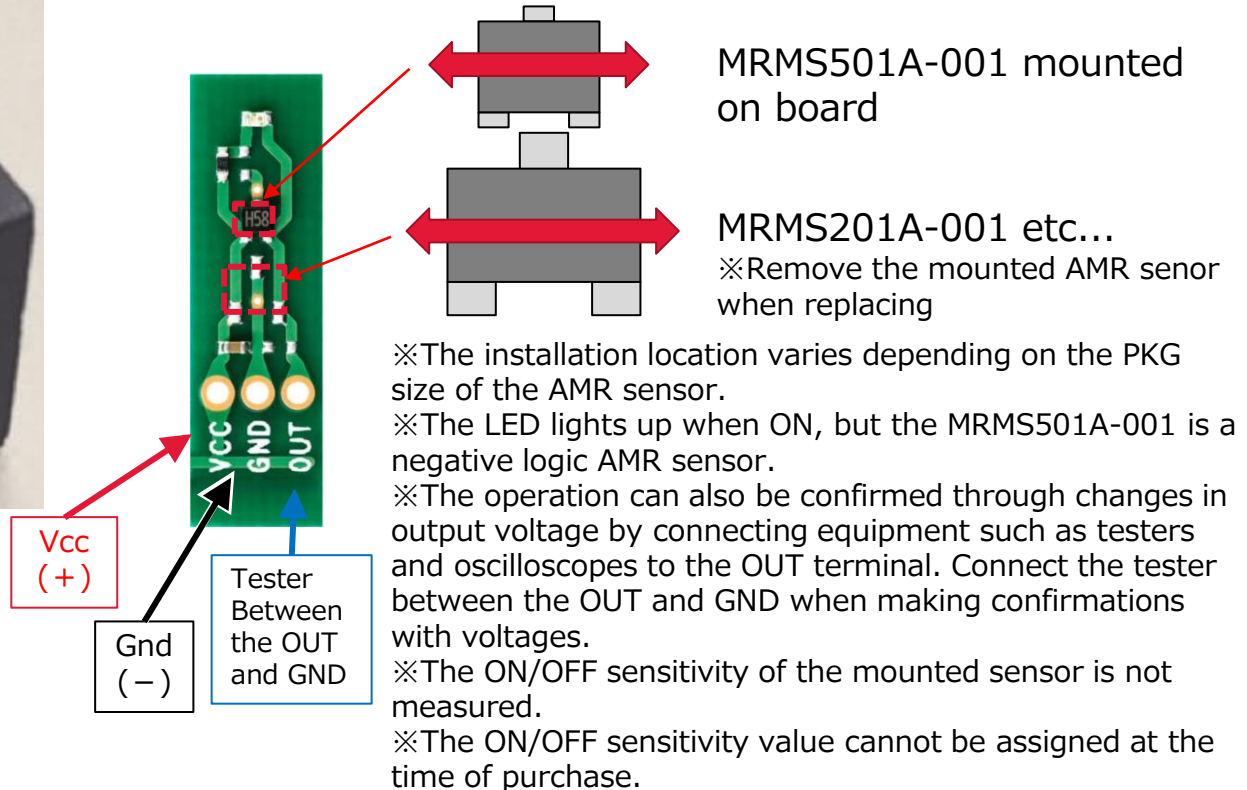 MRMS501A-001 mounted
on board
H58
MRMS201A-001 etc...
※Remove the mounted AMR senor
when replacing
※The installation location varies depending on the PKG
size of the AMR sensor.
※The LED lights up when ON, but the MRMS501A-001 is a
negative logic AMR sensor.
※The operation can also be confirmed through changes in
output voltage by connecting equipment such as testers
and oscilloscopes to the OUT terminal. Connect the tester
between the OUT and GND when making confirmations
with voltages.
※The ON/OFF sensitivity of the mounted sensor is not
measured.
※The ON/OFF sensitivity value cannot be assigned at the
time of purchase.
VCC
GND
OUT
Vcc
(+)
Gnd
(−)
Tester
Between
the OUT
and GND